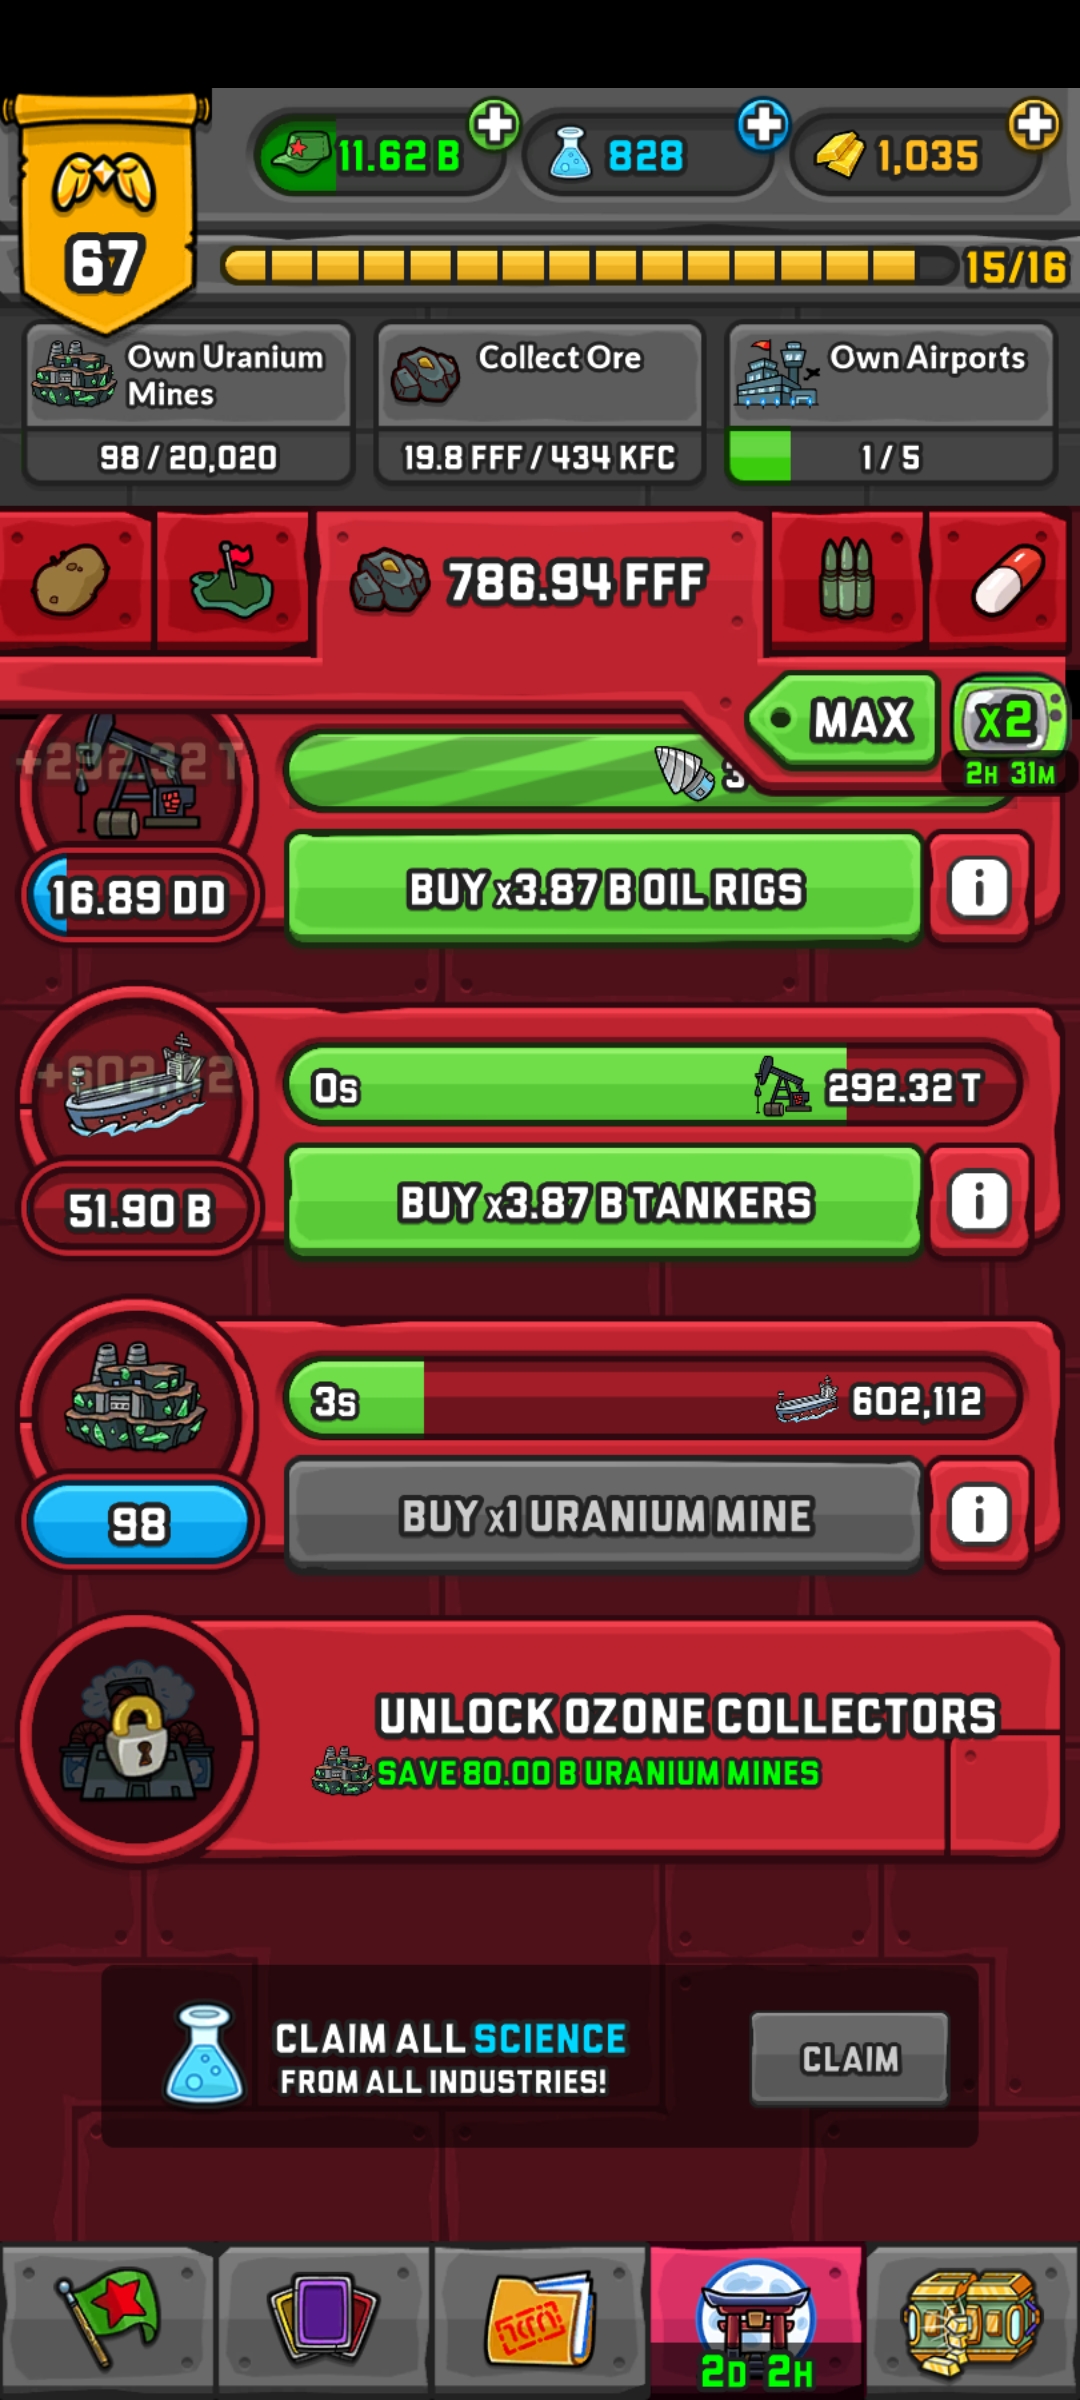 11.62 B
828
1,035
67
15/16
Own Uranium
Mines
98 / 20,020
Collect Ore
19.8 FFF / 434 KFC
Own Airports
1 / 5
786.94 FFF
MAX
x2
2H 31M
+292.32 T
16.89 DD
BUY x3.87 B OIL RIGS
i
0s
292.32 T
51.90 B
BUY x3.87 B TANKERS
i
3s
602,112
98
BUY x1 URANIUM MINE
i
UNLOCK OZONE COLLECTORS
SAVE 80.00 B URANIUM MINES
CLAIM ALL SCIENCE
FROM ALL INDUSTRIES!
CLAIM
2D 2H